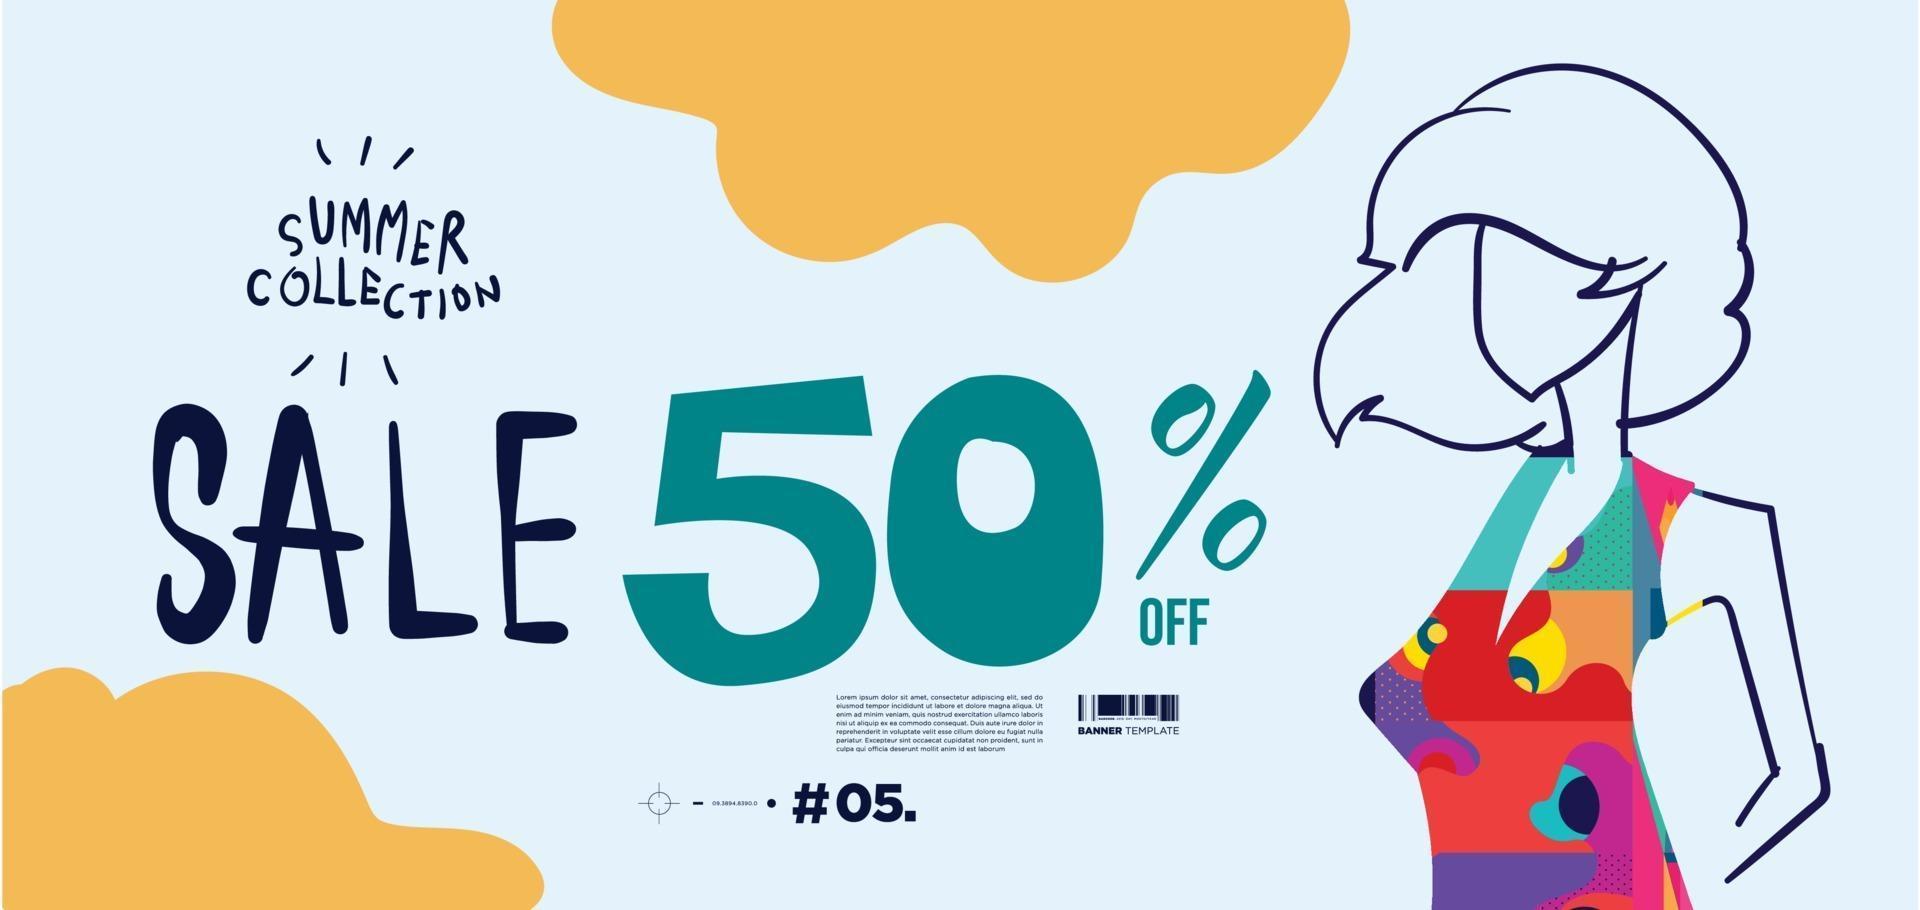 SUMMER
COLLECTION
SALE 50%
OFF
Lorem ipsum dolor sit amet, consectetur adipiscing elit, sed do
eiusmod tempor incididunt ut labore et dolore magna aliqua. Ut
enim ad minim veniam, quis nostrud exercitation ullamco laboris
nisi ut aliquip ex ea commodo consequat. Duis aute irure dolor in
reprehenderit in voluptate velit esse cillum dolore eu fugiat nulla
pariatur. Excepteur sint occaecat cupidatat non proident, sunt in
culpa qui officia deserunt mollit anim id est laborum
BANNER TEMPLATE
09.3894.8390.0
#05.